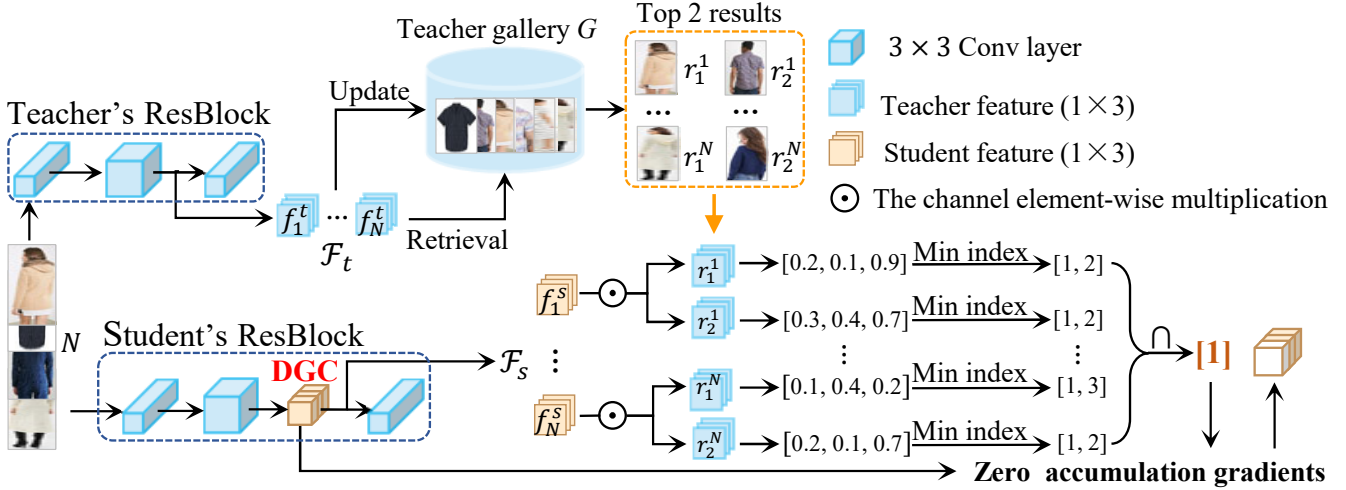 Teacher gallery G
Top 2 results
3 × 3 Conv layer
Update
r_1^1
r_2^1
... ...
Teacher's ResBlock
Teacher feature (1×3)
r_1^N
r_2^N
Student feature (1×3)
f_1^t ... f_N^t
The channel element-wise multiplication
F_t
Retrieval
f_1^s
r_1^1
[0.2, 0.1, 0.9]
Min index
[1, 2]
r_2^1
[0.3, 0.4, 0.7]
Min index
[1, 2]
N
Student's ResBlock
DGC
F_s
⋮
⋮
⋮
∩
[1]
f_N^s
r_1^N
[0.1, 0.4, 0.2]
Min index
[1, 3]
r_2^N
[0.2, 0.1, 0.7]
Min index
[1, 2]
Zero accumulation gradients